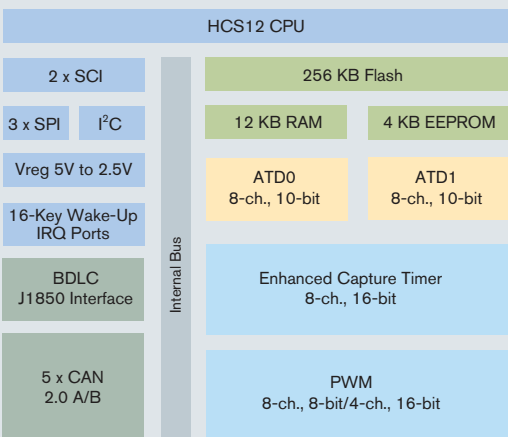 HCS12 CPU
2 x SCI
3 x SPI
I²C
Vreg 5V to 2.5V
16-Key Wake-Up
IRQ Ports
BDLC
J1850 Interface
5 x CAN
2.0 A/B
Internal Bus
256 KB Flash
12 KB RAM
4 KB EEPROM
ATD0
8-ch., 10-bit
ATD1
8-ch., 10-bit
Enhanced Capture Timer
8-ch., 16-bit
PWM
8-ch., 8-bit/4-ch., 16-bit